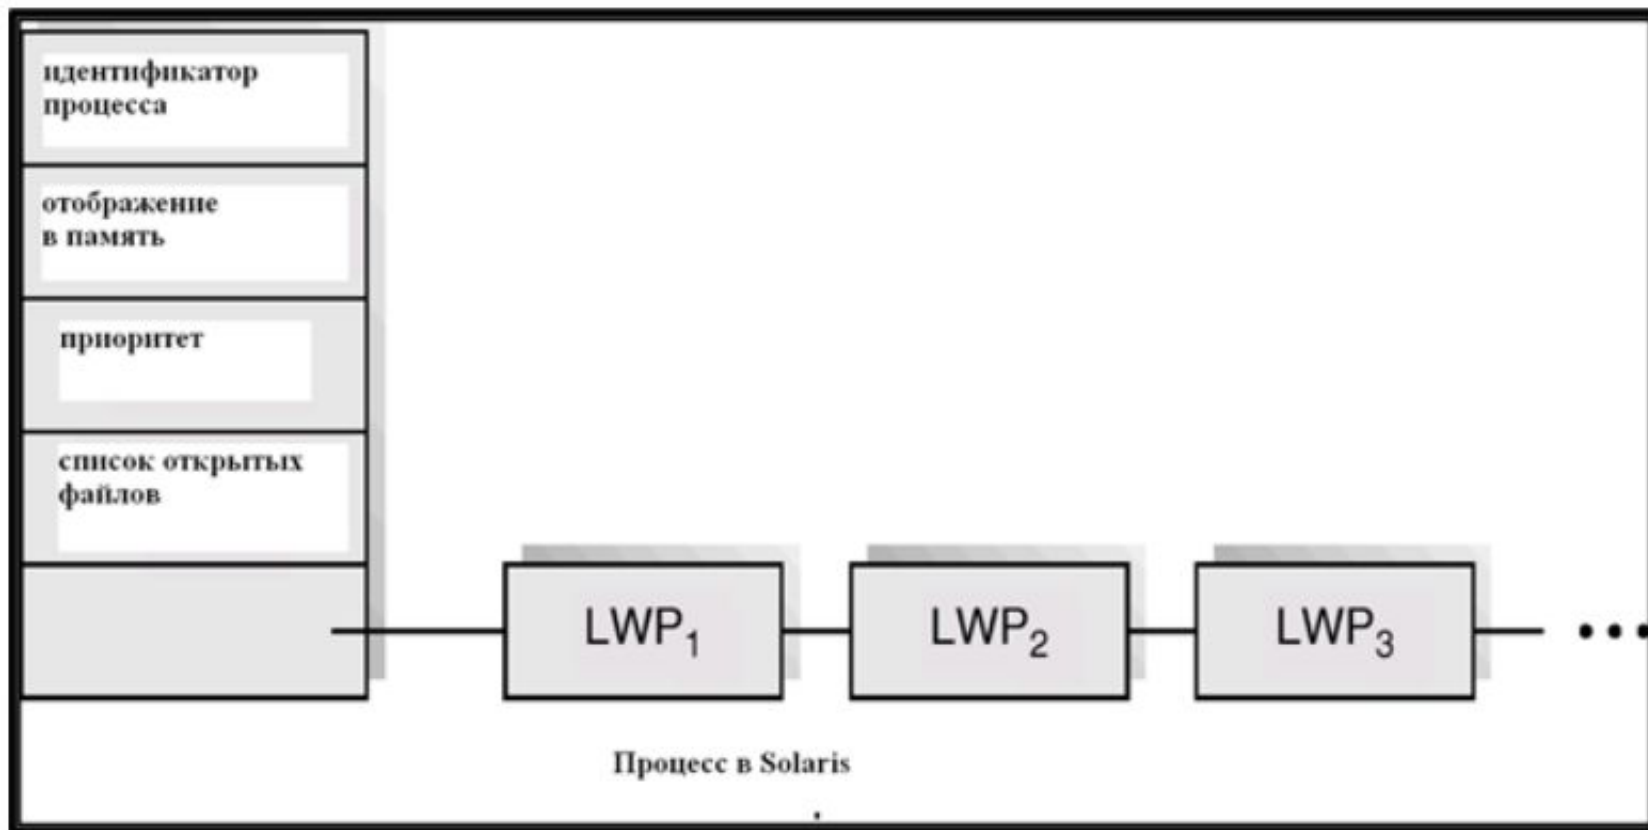 идентификатор
процесса
отображение
в память
приоритет
список открытых
файлов
LWP₁
LWP₂
LWP₃
...
Процесс в Solaris
.